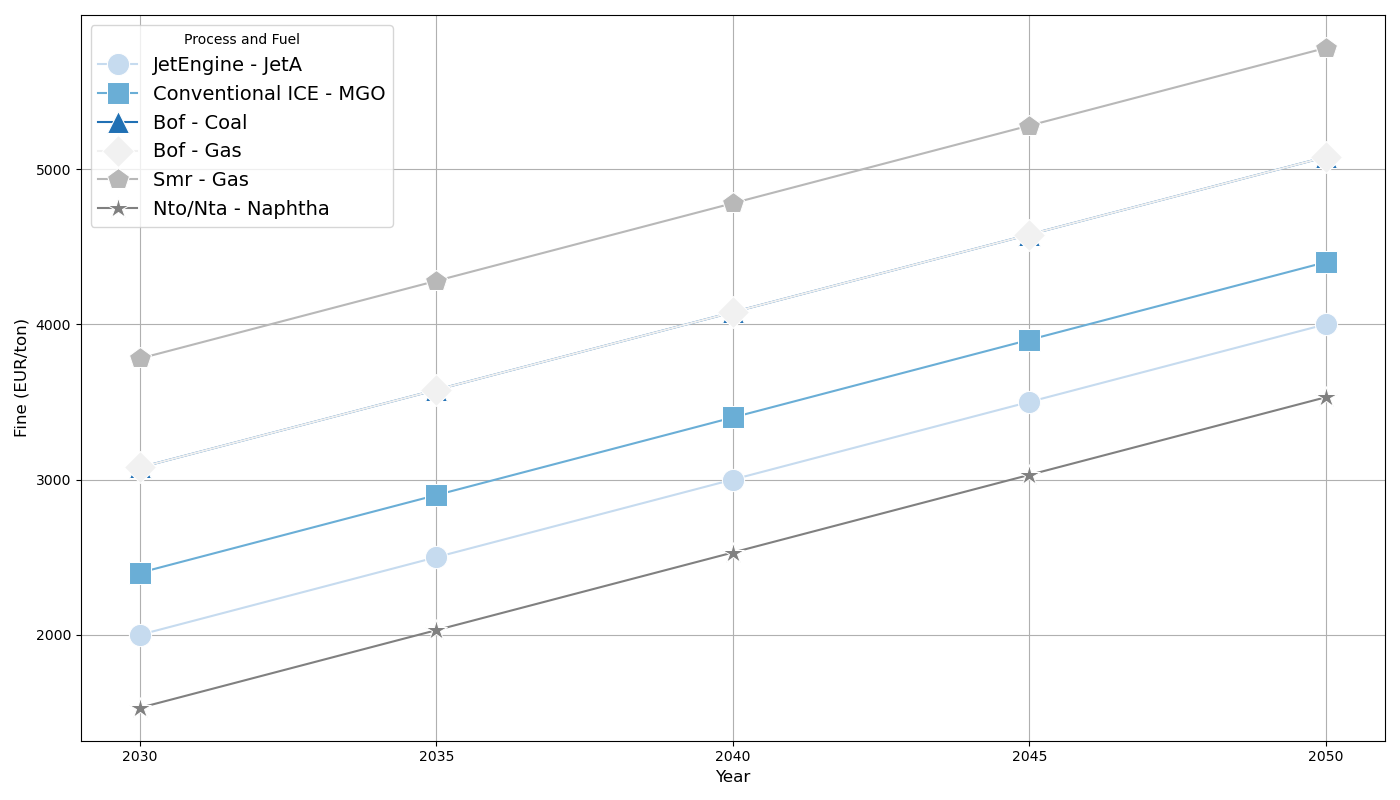 Process and Fuel
JetEngine - JetA
Conventional ICE - MGO
Bof - Coal
Bof - Gas
Smr - Gas
Nto/Nta - Naphtha
Fine (EUR/ton)
5000
4000
3000
2000
2030
2035
2040
2045
2050
Year